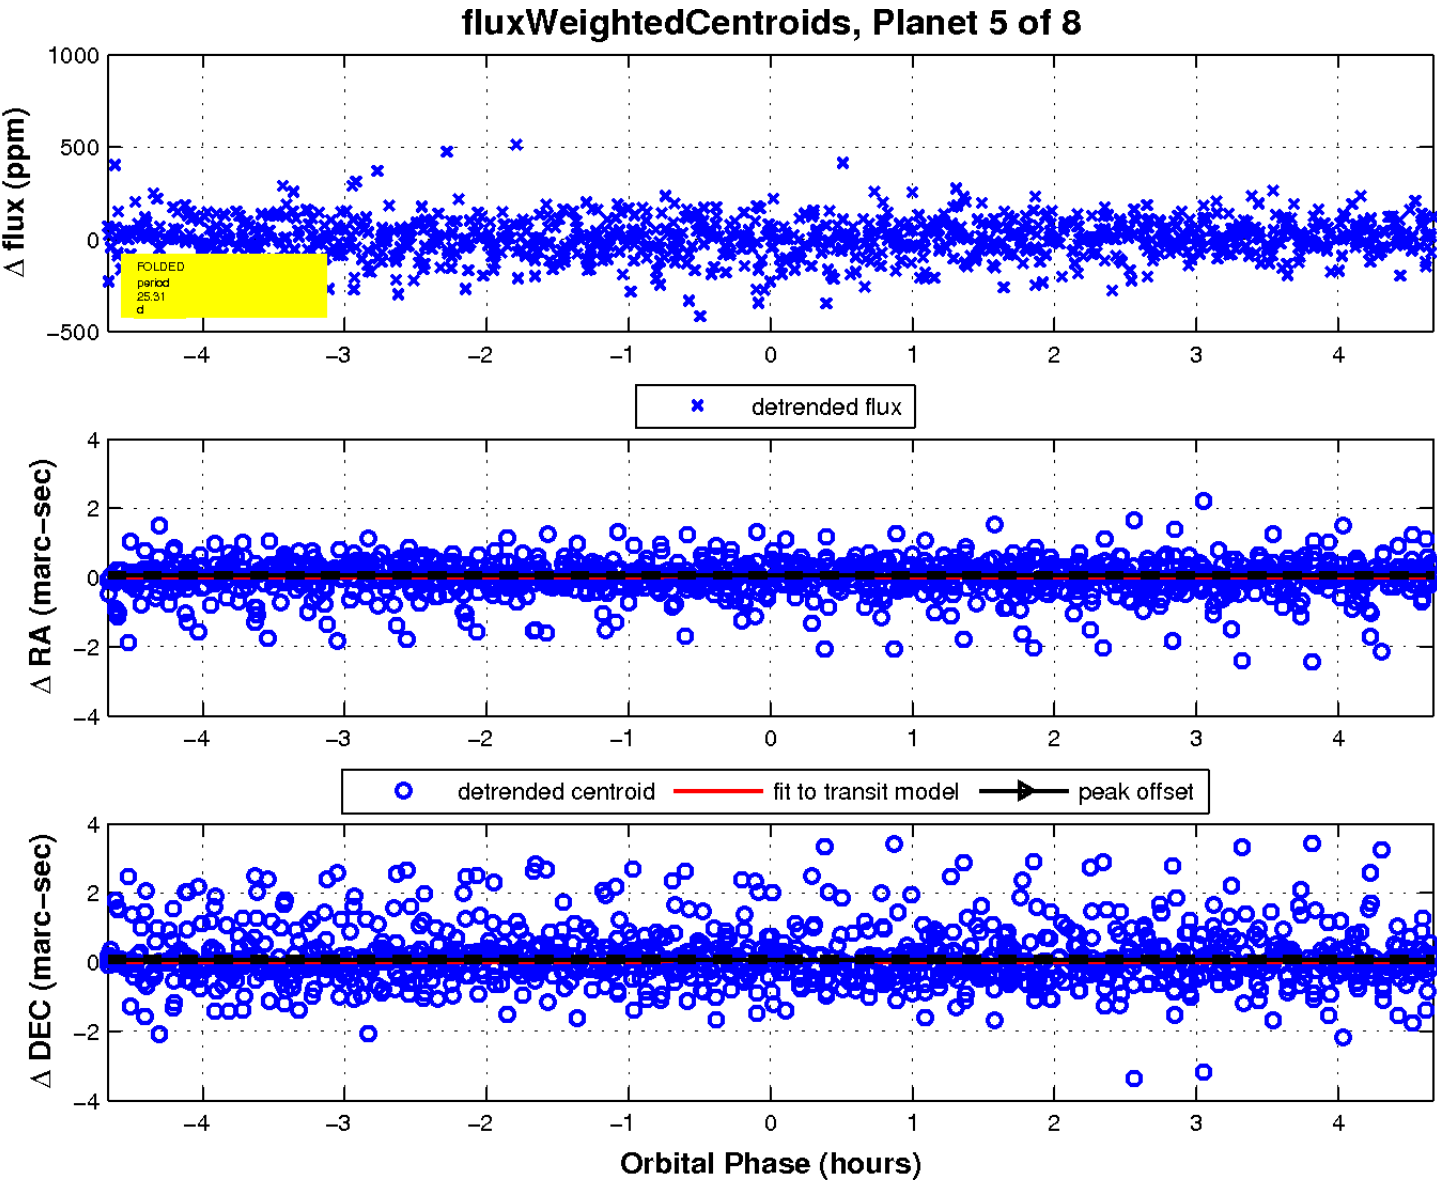 fluxWeightedCentroids, Planet 5 of 8
Δ flux (ppm)
1000
500
0
−500
FOLDED
period
25.31
d
−4 −3 −2 −1 0 1 2 3 4
detrended flux
Δ RA (marc−sec)
4
2
0
−2
−4
−4 −3 −2 −1 0 1 2 3 4
detrended centroid fit to transit model peak offset
Δ DEC (marc−sec)
4
2
0
−2
−4
−4 −3 −2 −1 0 1 2 3 4
Orbital Phase (hours)